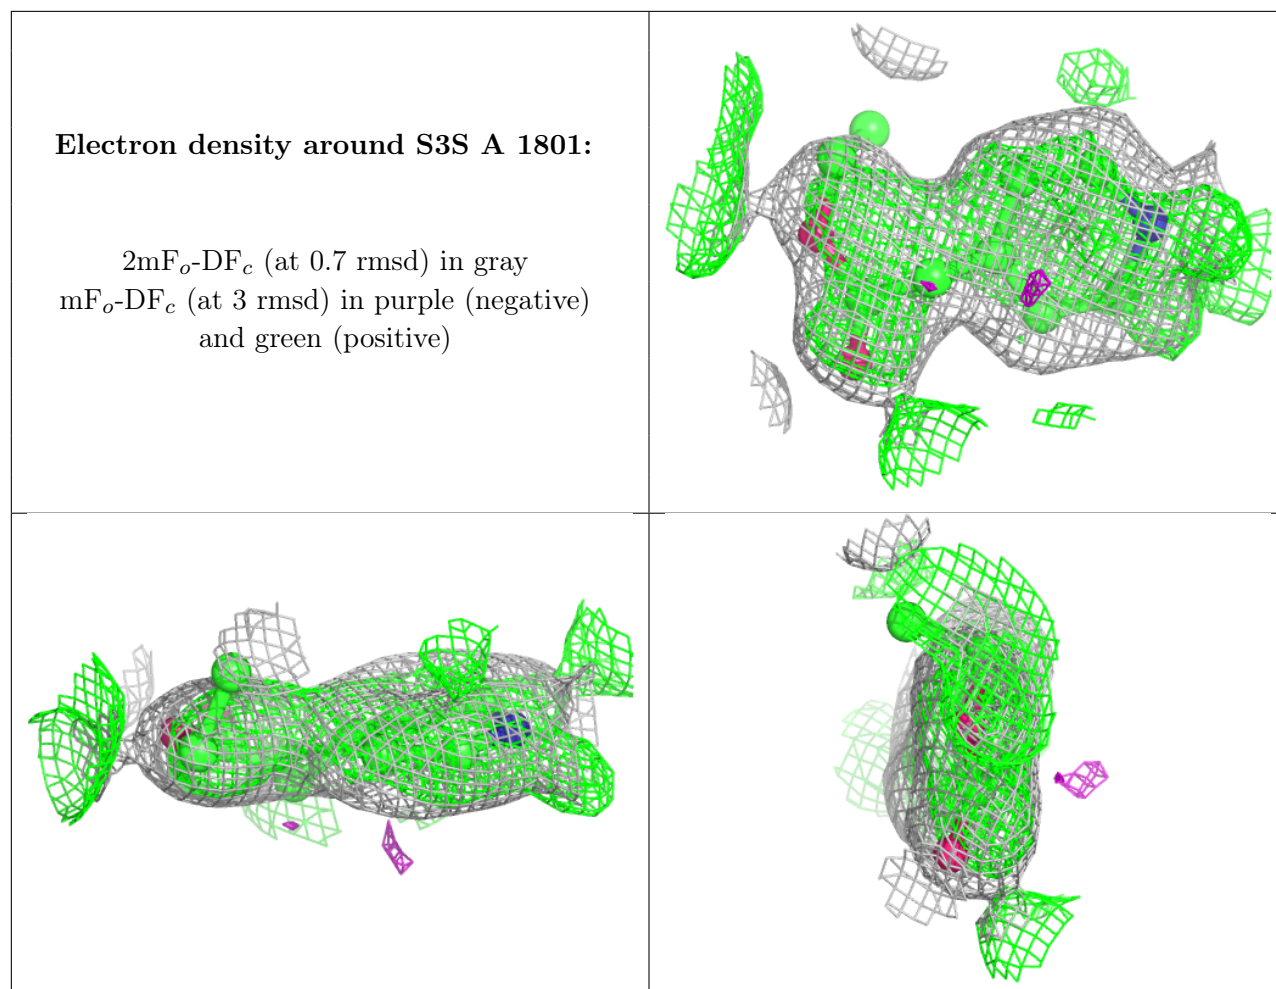 Electron density around S3S A 1801:
2mFo-DFc (at 0.7 rmsd) in gray
mFo-DFc (at 3 rmsd) in purple (negative)
and green (positive)